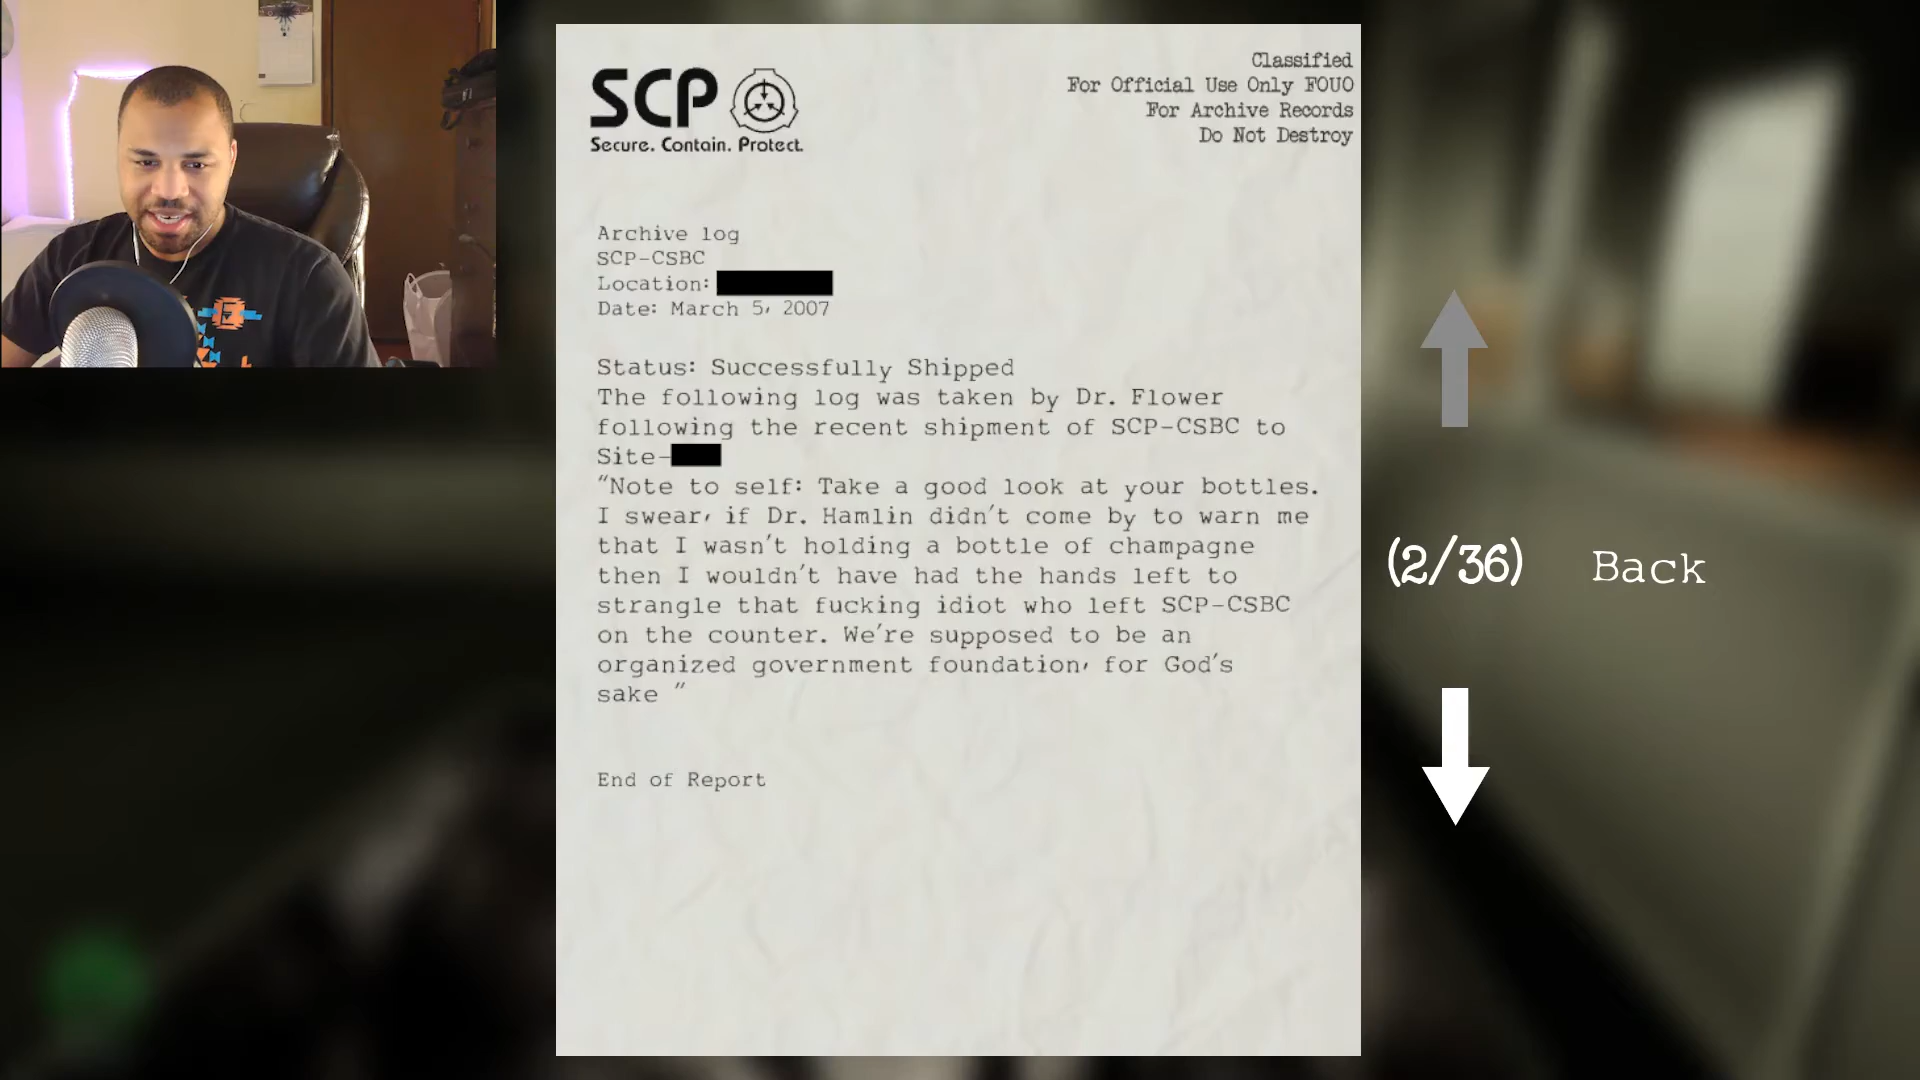 SCP
Secure. Contain. Protect.
Classified
For Official Use Only FOUO
For Archive Records
Do Not Destroy
Archive log
SCP-CSBC
Location:
Date: March 5, 2007
Status: Successfully Shipped
The following log was taken by Dr. Flower
following the recent shipment of SCP-CSBC to
Site-
“Note to self: Take a good look at your bottles.
I swear, if Dr. Hamlin didn't come by to warn me
that I wasn't holding a bottle of champagne
then I wouldn't have had the hands left to
strangle that fucking idiot who left SCP-CSBC
on the counter. We're supposed to be an
organized government foundation, for God's
sake ”
End of Report
(2/36)
Back